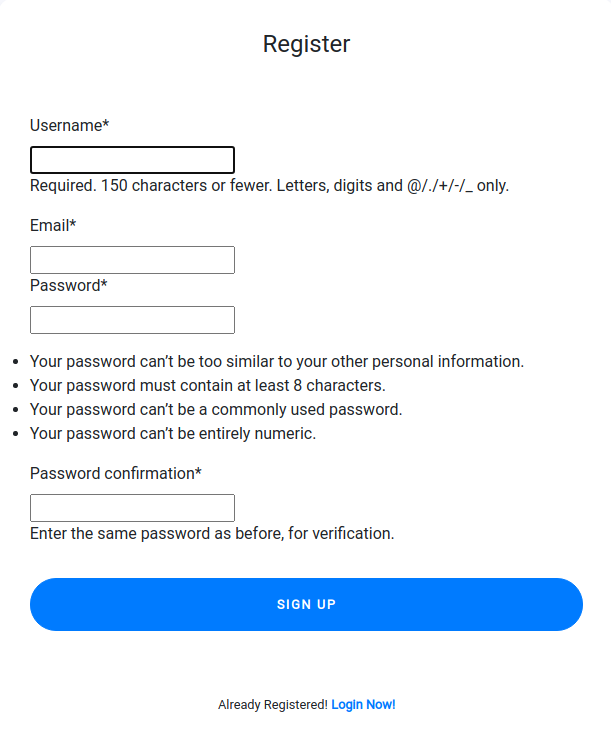 Register
Username*
Required. 150 characters or fewer. Letters, digits and @/./+/-/_ only.
Email*
Password*
Your password can’t be too similar to your other personal information.
Your password must contain at least 8 characters.
Your password can’t be a commonly used password.
Your password can’t be entirely numeric.
Password confirmation*
Enter the same password as before, for verification.
SIGN UP
Already Registered! Login Now!